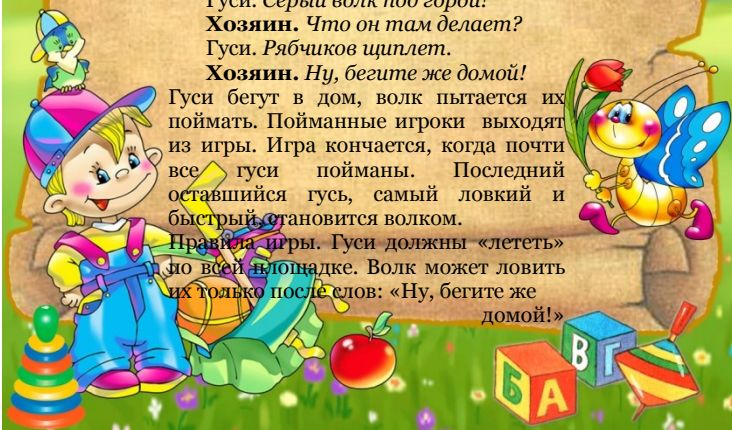 Гуси. Серый волк под горой!
Хозяин. Что он там делает?
Гуси. Рябчиков щиплет.
Хозяин. Ну, бегите же домой!
Гуси бегут в дом, волк пытается их
поймать. Пойманные игроки выходят
из игры. Игра кончается, когда почти
все гуси пойманы. Последний
оставшийся гусь, самый ловкий и
быстрый,становится волком.
Правила игры. Гуси должны «лететь»
по всей площадке. Волк может ловить
их только после слов: «Ну, бегите же
домой!»
Б А
В Г